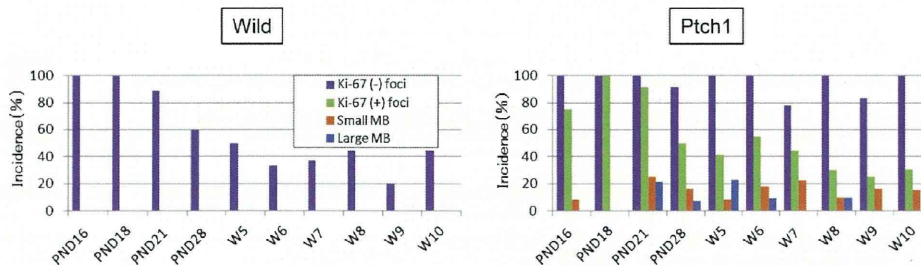 Wild
Ptch1
Incidence (%)
100
80
60
40
20
0
Ki-67 (-) foci
Ki-67 (+) foci
Small MB
Large MB
PND16
PND18
PND21
PND28
W5
W6
W7
W8
W9
W10
Incidence (%)
100
80
60
40
20
0
PND16
PND18
PND21
PND28
W5
W6
W7
W8
W9
W10